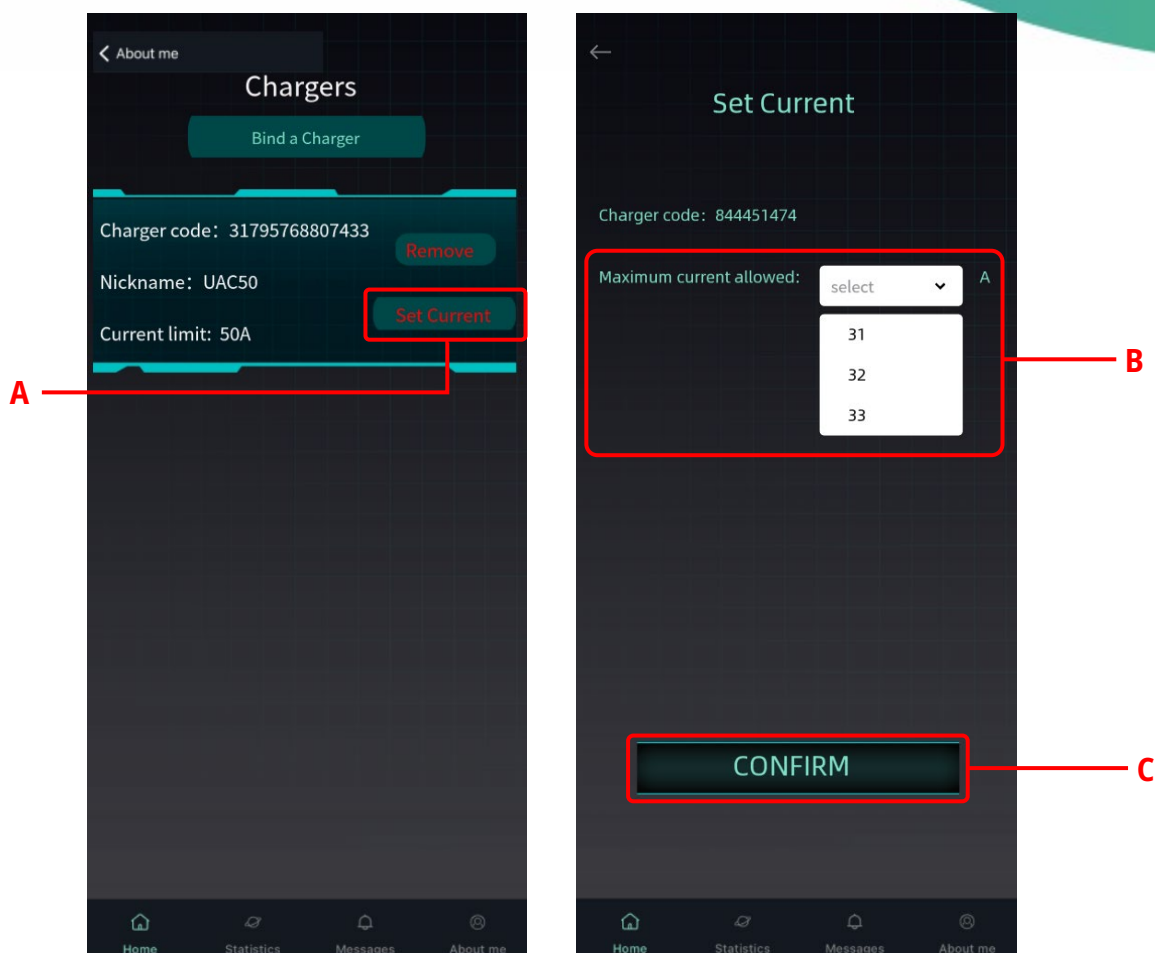 About me
Chargers
Bind a Charger
Charger code: 31795768807433
Remove
Nickname: UAC50
Set Current
Current limit: 50A
A
Home Statistics Messages About me
Set Current
Charger code: 844451474
Maximum current allowed: select A
31
32
33
B
CONFIRM
C
Home Statistics Messages About me